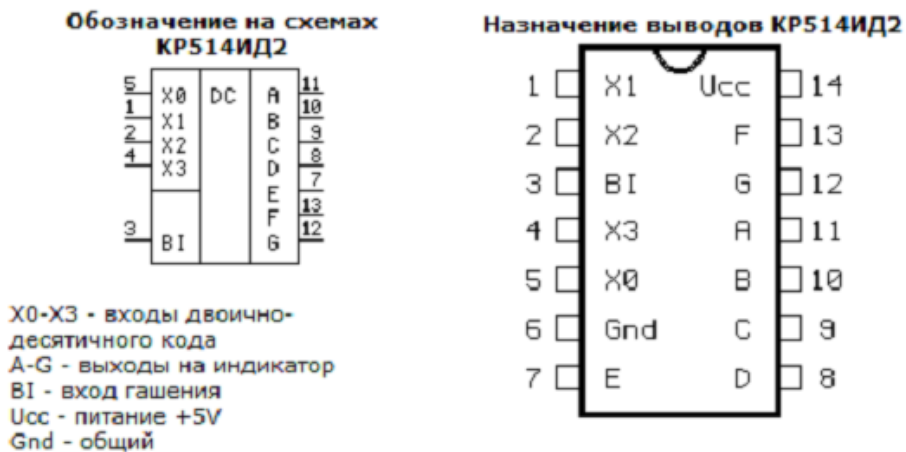 Обозначение на схемах
КР514ИД2
5 X0 DC A 11
1 X1 B 10
2 X2 C 9
4 X3 D 8
E 7
F 13
3 BI G 12
X0-X3 - входы двоично-
десятичного кода
A-G - выходы на индикатор
BI - вход гашения
Ucc - питание +5V
Gnd - общий
Назначение выводов КР514ИД2
1 X1 Ucc 14
2 X2 F 13
3 BI G 12
4 X3 A 11
5 X0 B 10
6 Gnd C 9
7 E D 8